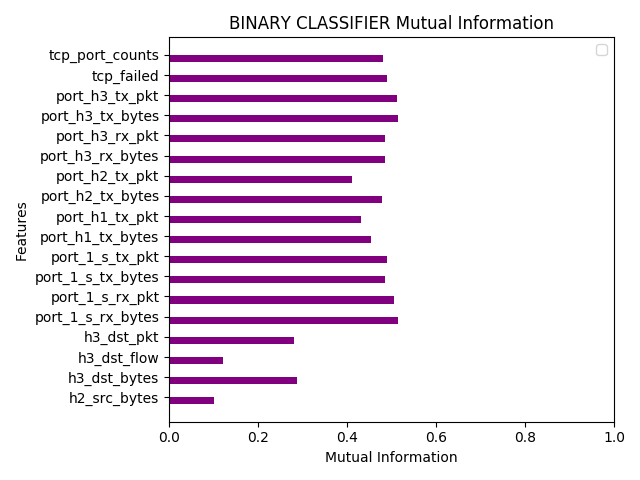 BINARY CLASSIFIER Mutual Information
tcp_port_counts
tcp_failed
port_h3_tx_pkt
port_h3_tx_bytes
port_h3_rx_pkt
port_h3_rx_bytes
port_h2_tx_pkt
port_h2_tx_bytes
port_h1_tx_pkt
port_h1_tx_bytes
port_1_s_tx_pkt
port_1_s_tx_bytes
port_1_s_rx_pkt
port_1_s_rx_bytes
h3_dst_pkt
h3_dst_flow
h3_dst_bytes
h2_src_bytes
Features
0.0 0.2 0.4 0.6 0.8 1.0
Mutual Information